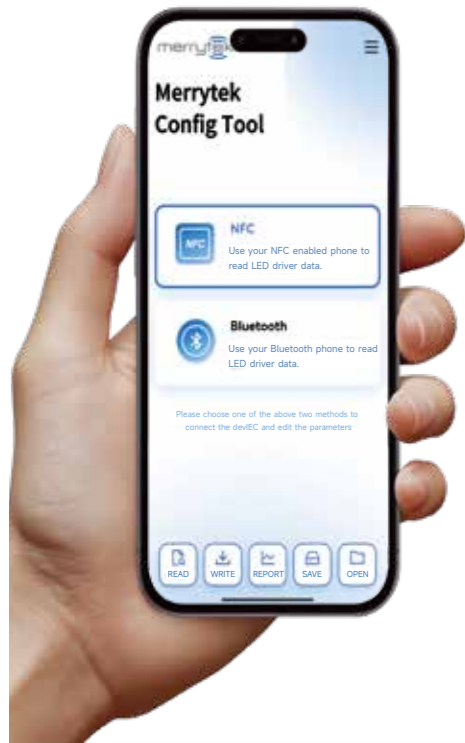 merrytek
Merrytek
Config Tool
NFC
NFC
Use your NFC enabled phone to
read LED driver data.
Bluetooth
Use your Bluetooth phone to read
LED driver data.
Please choose one of the above two methods to
connect the devIEC and edit the parameters
READ
WRITE
REPORT
SAVE
OPEN